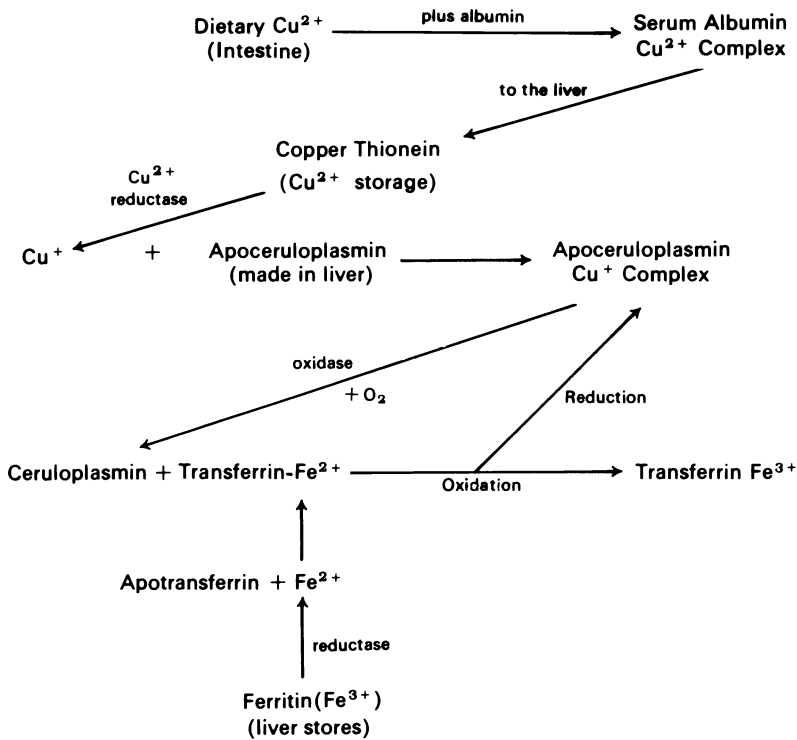 Dietary Cu²⁺
(Intestine)
plus albumin
Serum Albumin
Cu²⁺ Complex
to the liver
Copper Thionein
(Cu²⁺ storage)
Cu²⁺
reductase
Cu⁺ + Apoceruloplasmin
(made in liver)
Apoceruloplasmin
Cu⁺ Complex
oxidase
+ O₂
Reduction
Ceruloplasmin + Transferrin-Fe²⁺
Oxidation
Transferrin Fe³⁺
Apotransferrin + Fe²⁺
reductase
Ferritin(Fe³⁺)
(liver stores)